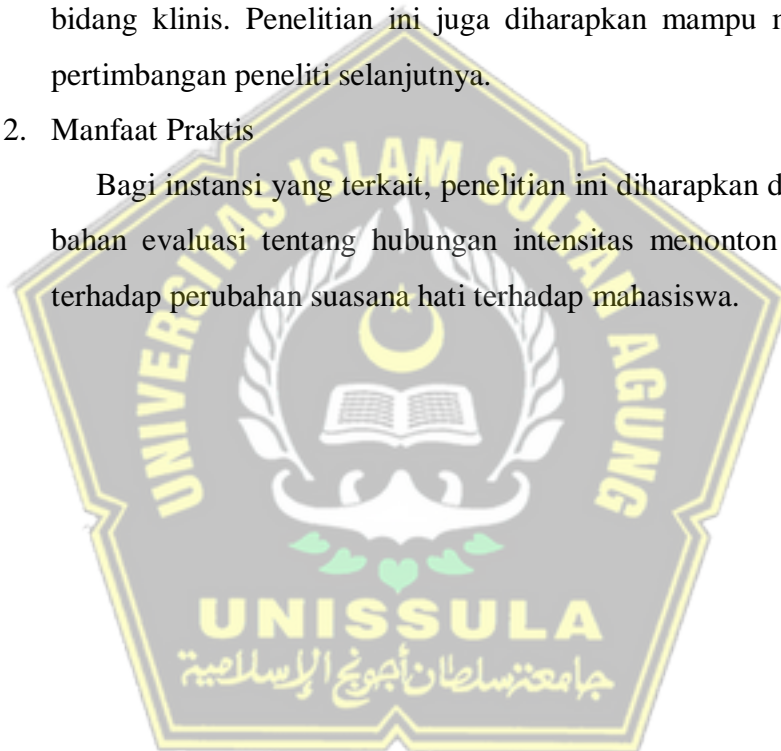 bidang klinis. Penelitian ini juga diharapkan mampu
pertimbangan peneliti selanjutnya.
2. Manfaat Praktis
Bagi instansi yang terkait, penelitian ini diharapkan
bahan evaluasi tentang hubungan intensitas menonton
terhadap perubahan suasana hati terhadap mahasiswa.
UNIVERSITAS ISLAM SULTAN AGUNG
UNISSULA
جامعتسلطان أجونج الإسلامية